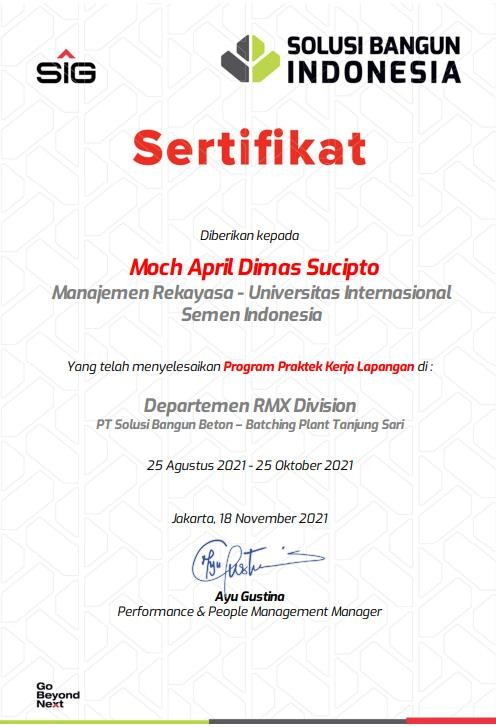 SIG
SOLUSI BANGUN
INDONESIA
Sertifikat
Diberikan kepada
Moch April Dimas Sucipto
Manajemen Rekayasa - Universitas Internasional
Semen Indonesia
Yang telah menyelesaikan Program Praktek Kerja Lapangan di :
Departemen RMX Division
PT Solusi Bangun Beton – Batching Plant Tanjung Sari
25 Agustus 2021 - 25 Oktober 2021
Jakarta, 18 November 2021
Ayu Gustina
Ayu Gustina
Performance & People Management Manager
Go
Beyond
Next